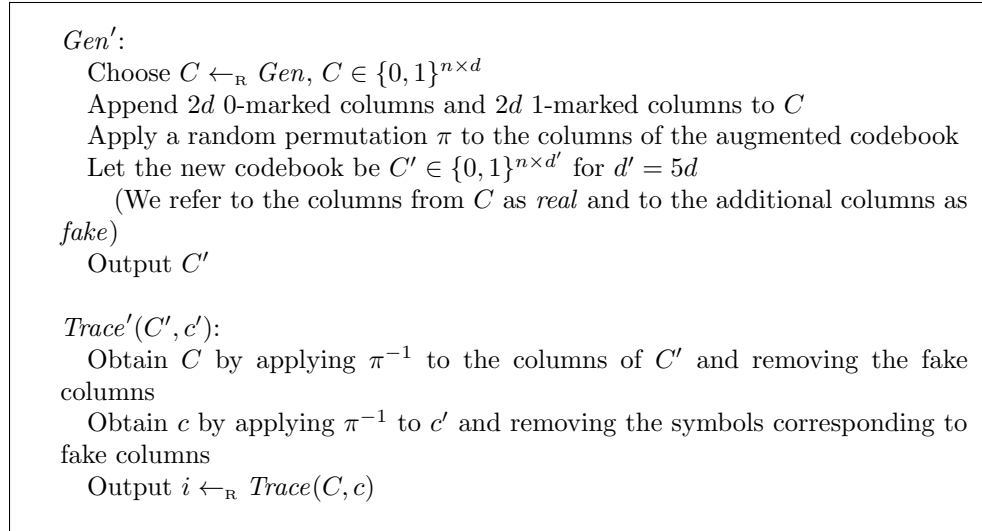 Gen′:
Choose C ←R Gen, C ∈ {0, 1}^{n×d}
Append 2d 0-marked columns and 2d 1-marked columns to C
Apply a random permutation π to the columns of the augmented codebook
Let the new codebook be C′ ∈ {0, 1}^{n×d′} for d′ = 5d
(We refer to the columns from C as real and to the additional columns as
fake)
Output C′
Trace′(C′, c′):
Obtain C by applying π^{−1} to the columns of C′ and removing the fake
columns
Obtain c by applying π^{−1} to c′ and removing the symbols corresponding to
fake columns
Output i ←R Trace(C, c)